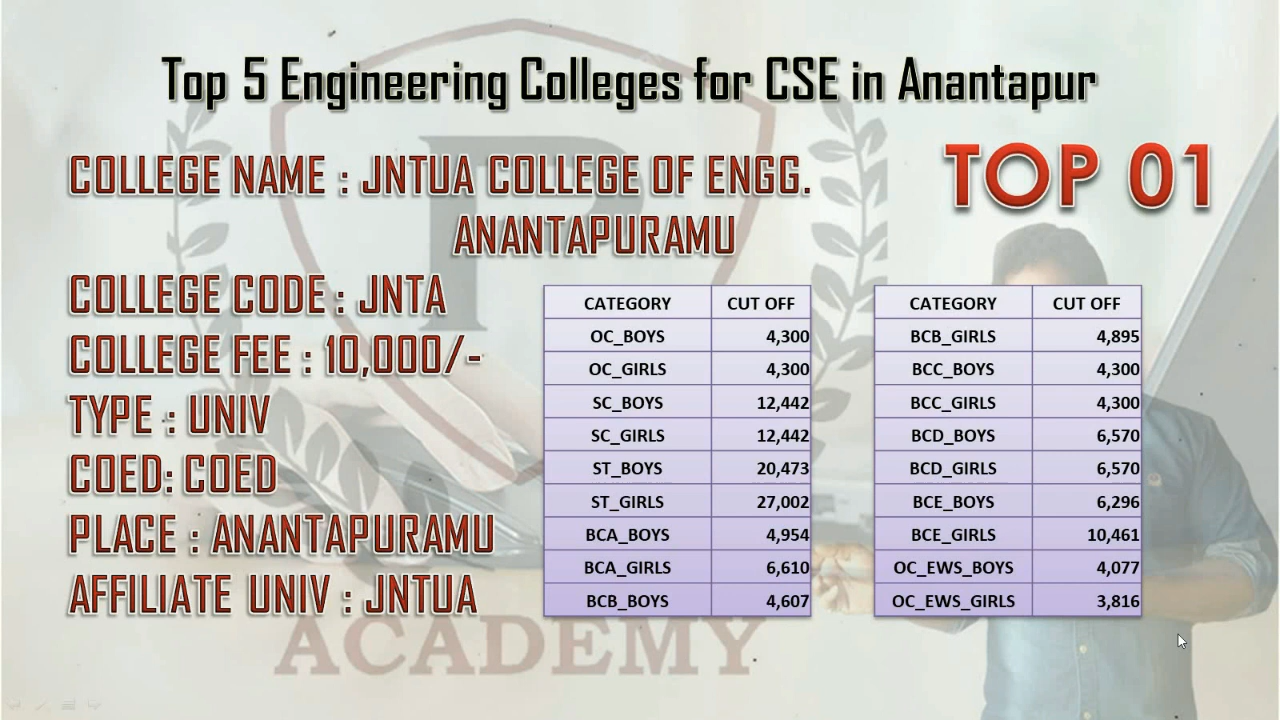 Top 5 Engineering Colleges for CSE in Anantapur
TOP 01
COLLEGE NAME : JNTUA COLLEGE OF ENGG.
ANANTAPURAMU
COLLEGE CODE : JNTA
COLLEGE FEE : 10,000/-
TYPE : UNIV
COED: COED
PLACE : ANANTAPURAMU
AFFILIATE UNIV : JNTUA
CATEGORY CUT OFF
OC_BOYS 4,300
OC_GIRLS 4,300
SC_BOYS 12,442
SC_GIRLS 12,442
ST_BOYS 20,473
ST_GIRLS 27,002
BCA_BOYS 4,954
BCA_GIRLS 6,610
BCB_BOYS 4,607
CATEGORY CUT OFF
BCB_GIRLS 4,895
BCC_BOYS 4,300
BCC_GIRLS 4,300
BCD_BOYS 6,570
BCD_GIRLS 6,570
BCE_BOYS 6,296
BCE_GIRLS 10,461
OC_EWS_BOYS 4,077
OC_EWS_GIRLS 3,816
P
ACADEMY